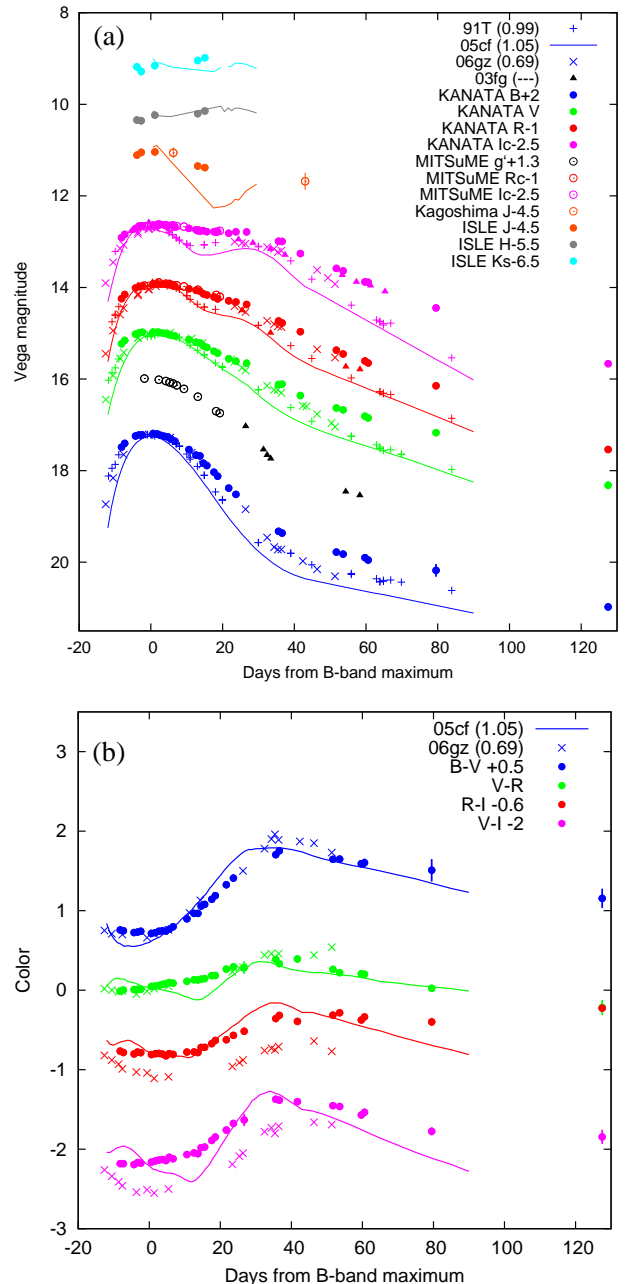 (a)
91T (0.99)
05cf (1.05)
06gz (0.69)
03fg (---)
KANATA B+2
KANATA V
KANATA R-1
KANATA Ic-2.5
MITSuME g'+1.3
MITSuME Rc-1
MITSuME Ic-2.5
Kagoshima J-4.5
ISLE J-4.5
ISLE H-5.5
ISLE Ks-6.5
8
10
12
14
16
18
20
Vega magnitude
-20 0 20 40 60 80 100 120
Days from B-band maximum
(b)
05cf (1.05)
06gz (0.69)
B-V +0.5
V-R
R-I -0.6
V-I -2
3
2
1
0
-1
-2
-3
Color
-20 0 20 40 60 80 100 120
Days from B-band maximum